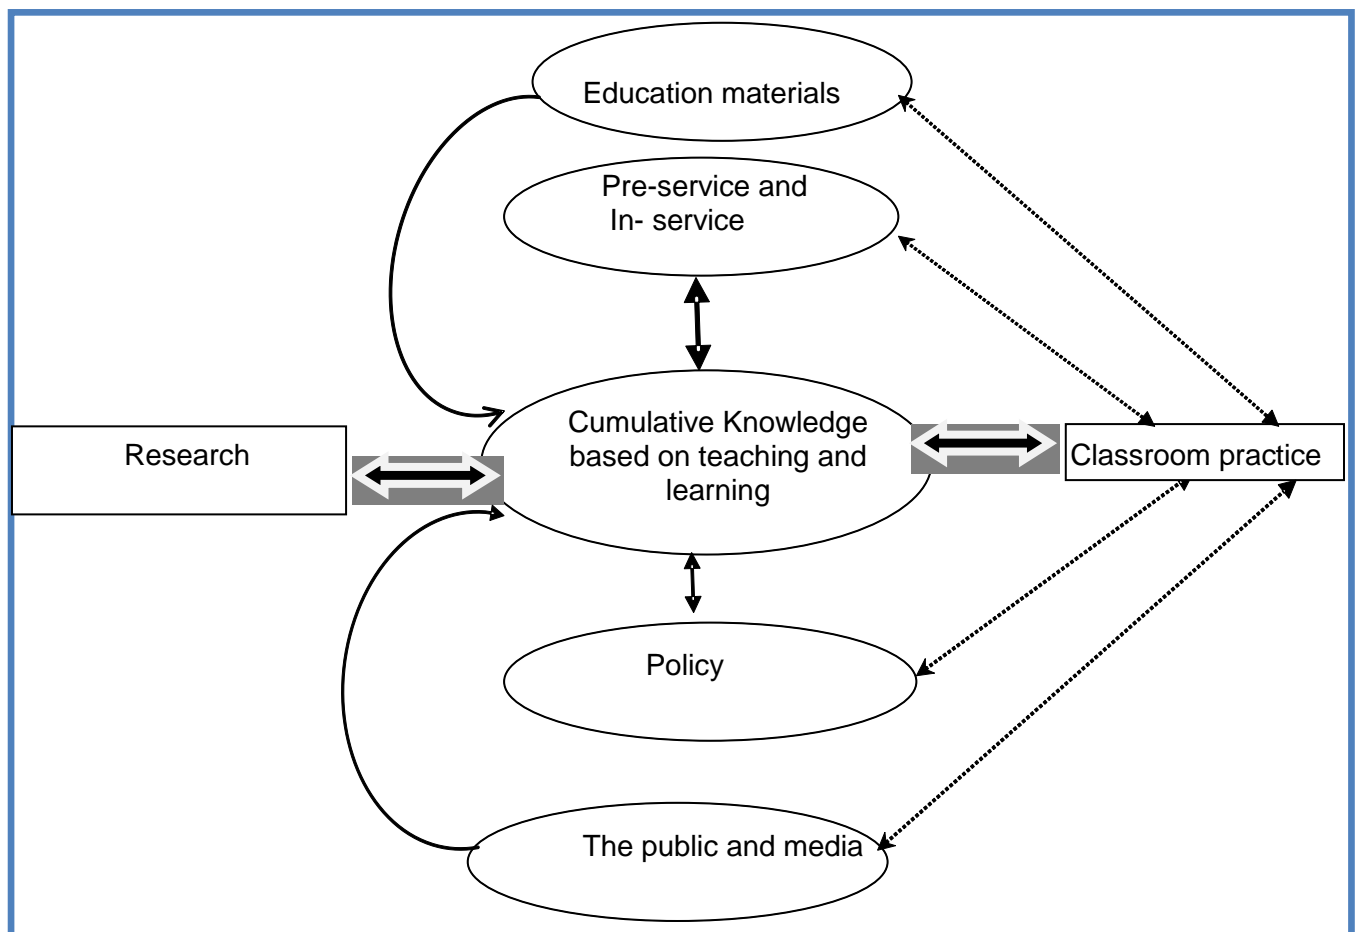 Education materials
Pre-service and
In- service
Research
Cumulative Knowledge
based on teaching and
learning
Classroom practice
Policy
The public and media